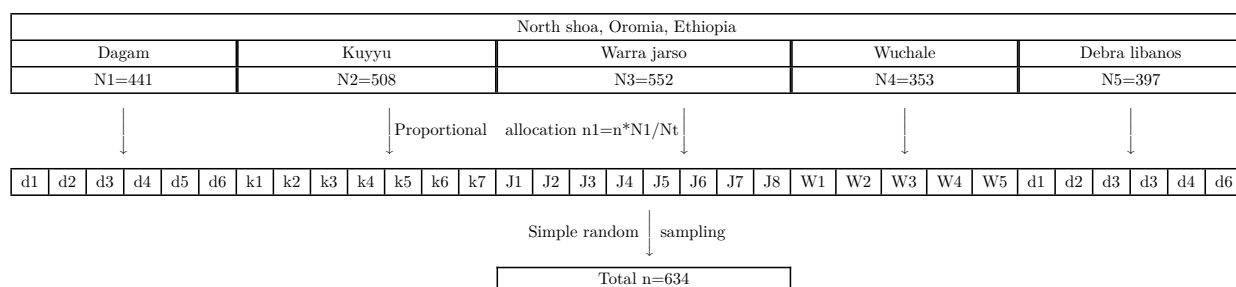 North shoa, Oromia, Ethiopia
Dagam Kuyyu Warra jarso Wuchale Debra libanos
N1=441 N2=508 N3=552 N4=353 N5=397
Proportional allocation n1=n*N1/Nt
d1 d2 d3 d4 d5 d6 k1 k2 k3 k4 k5 k6 k7 J1 J2 J3 J4 J5 J6 J7 J8 W1 W2 W3 W4 W5 d1 d2 d3 d3 d4 d6
Simple random sampling
Total n=634